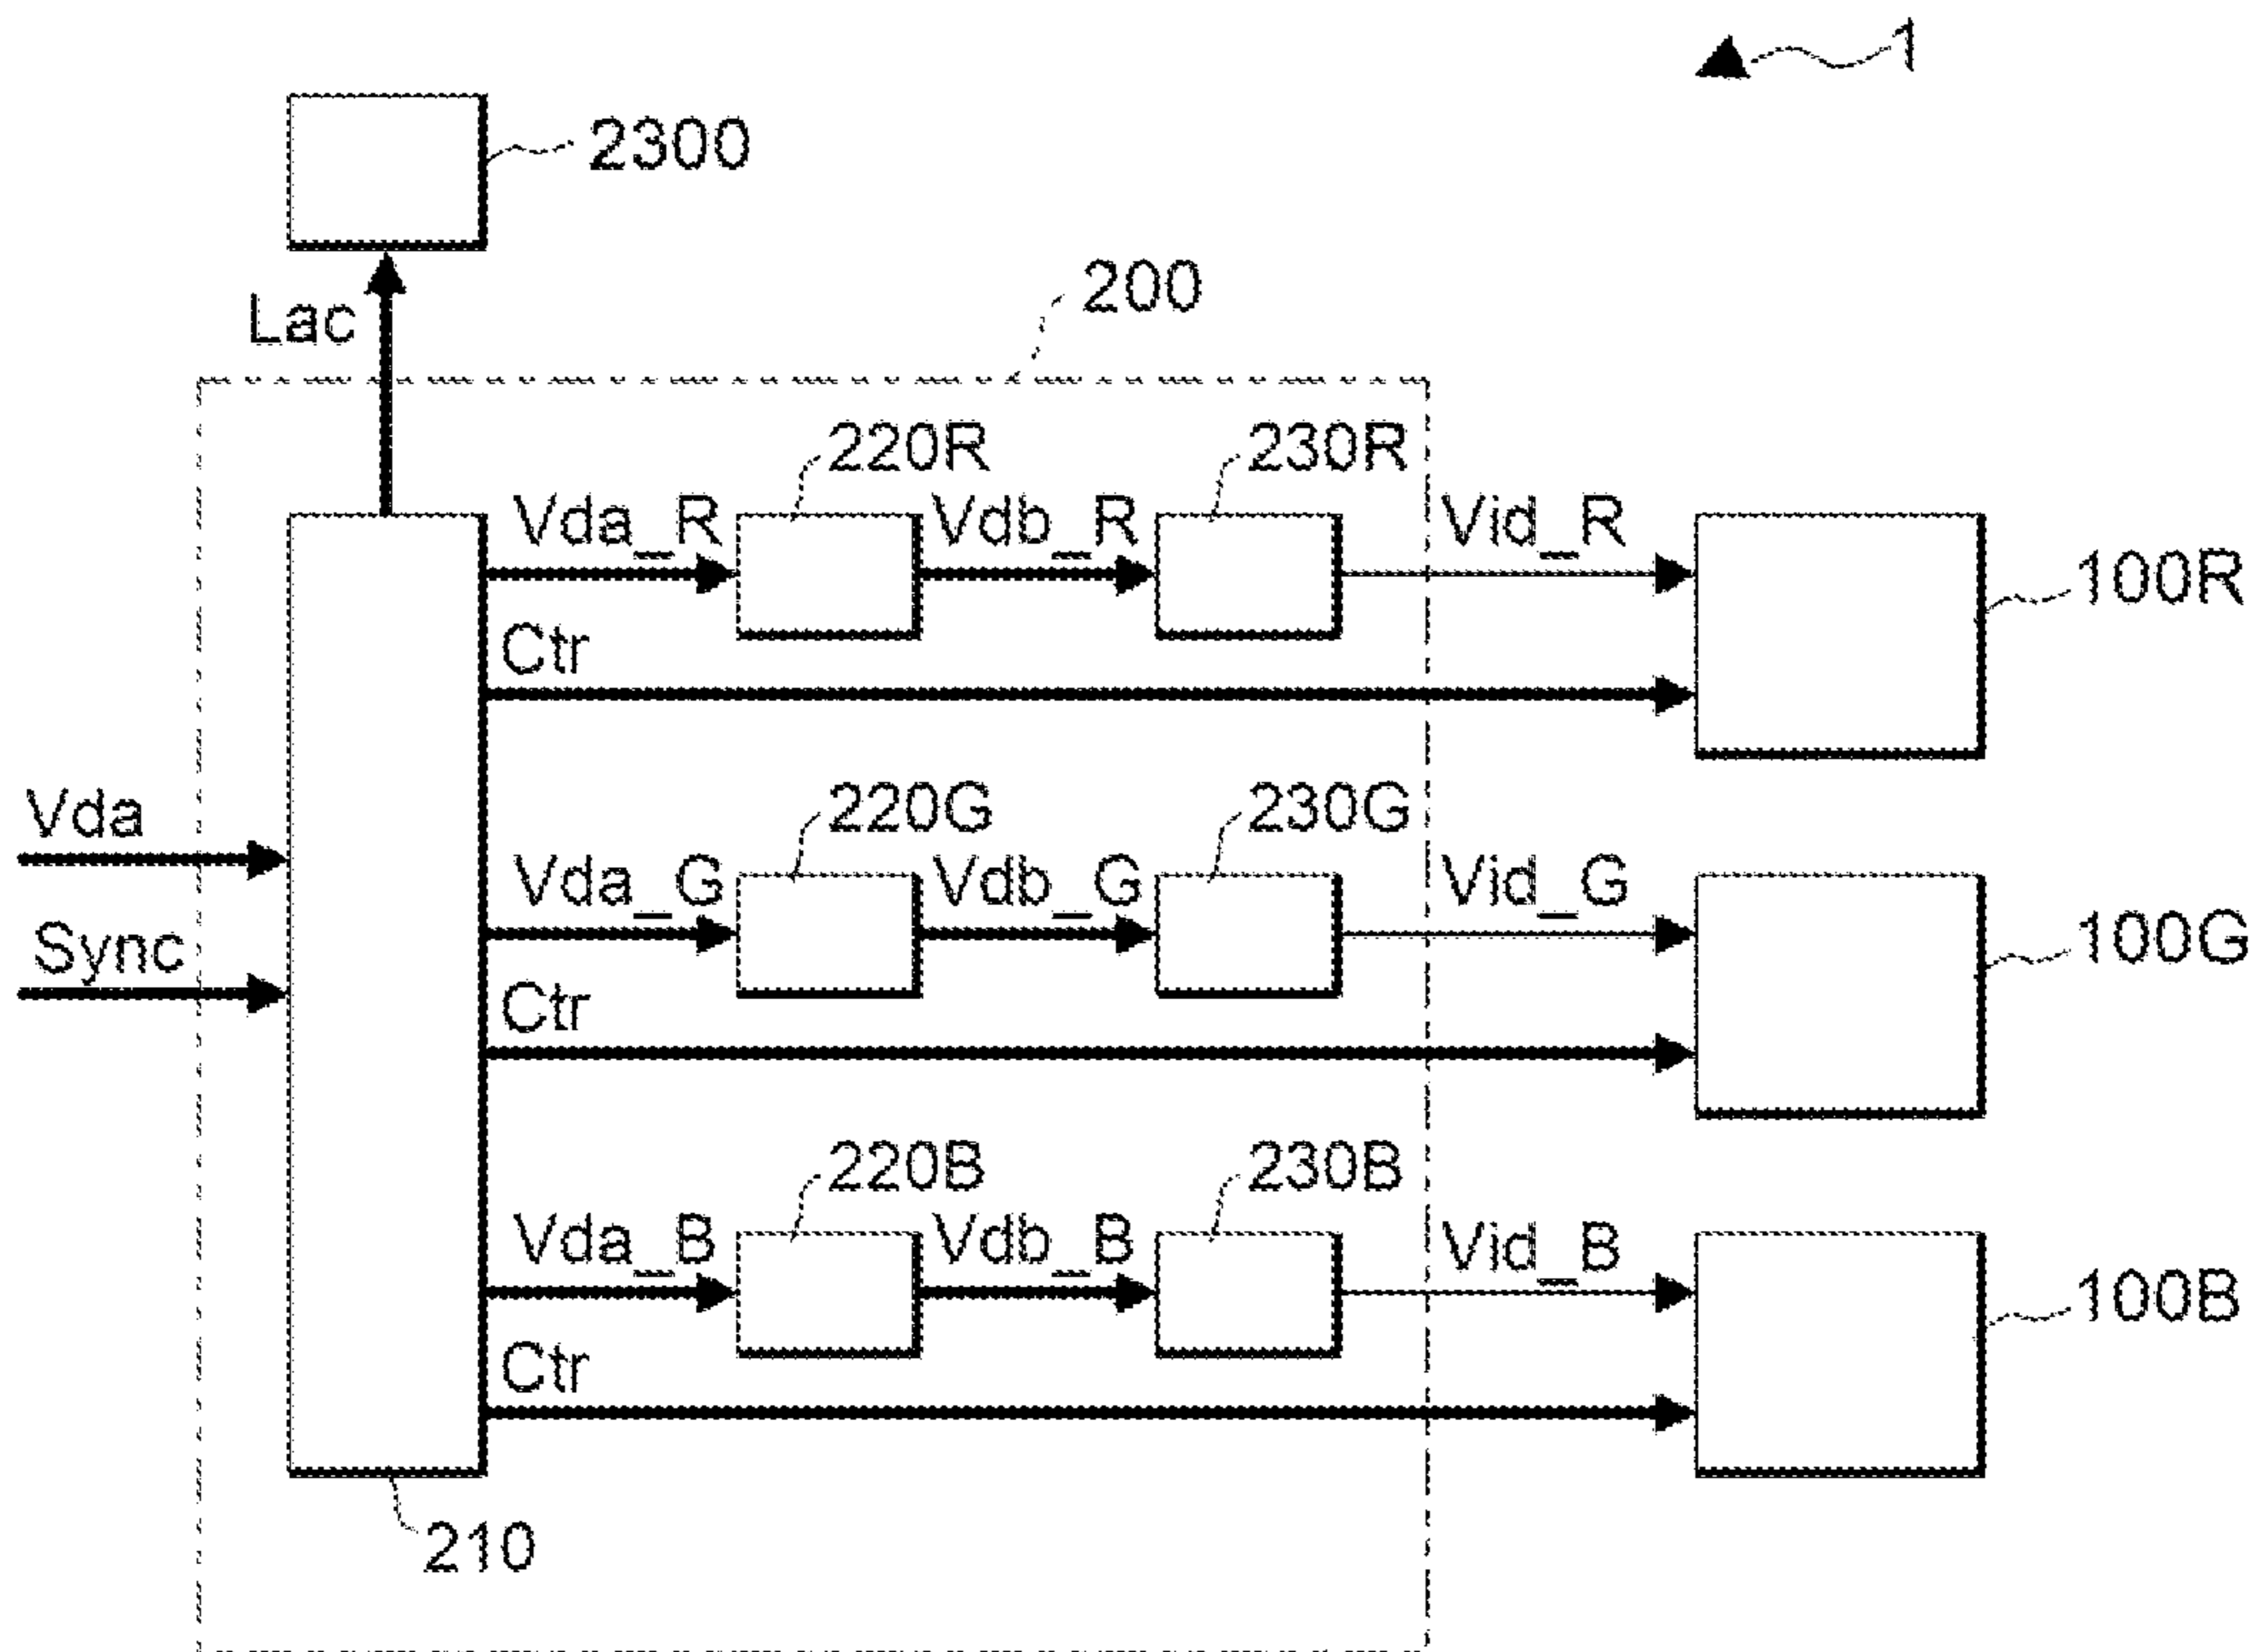 1
2300
200
Lac
220R
230R
Vda_R
Vdb_R
Vid_R
100R
Ctr
Vda
220G
230G
Vda_G
Vdb_G
Vid_G
100G
Sync
Ctr
220B
230B
Vda_B
Vdb_B
Vid_B
100B
Ctr
210